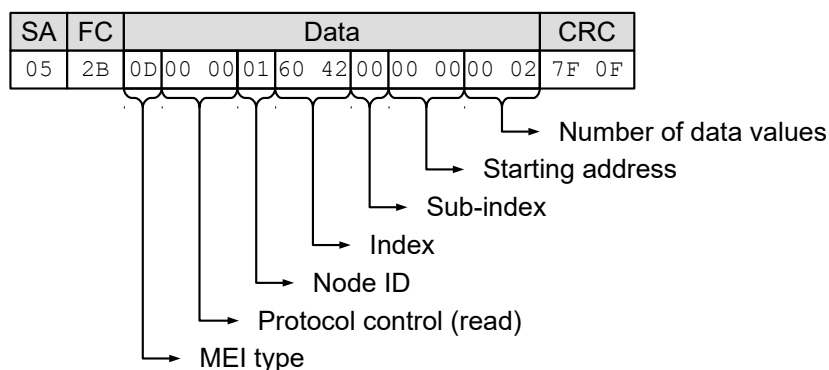 SA FC Data CRC
05 2B 0D 00 00 01 60 42 00 00 00 00 02 7F 0F
Number of data values
Starting address
Sub-index
Index
Node ID
Protocol control (read)
MEI type